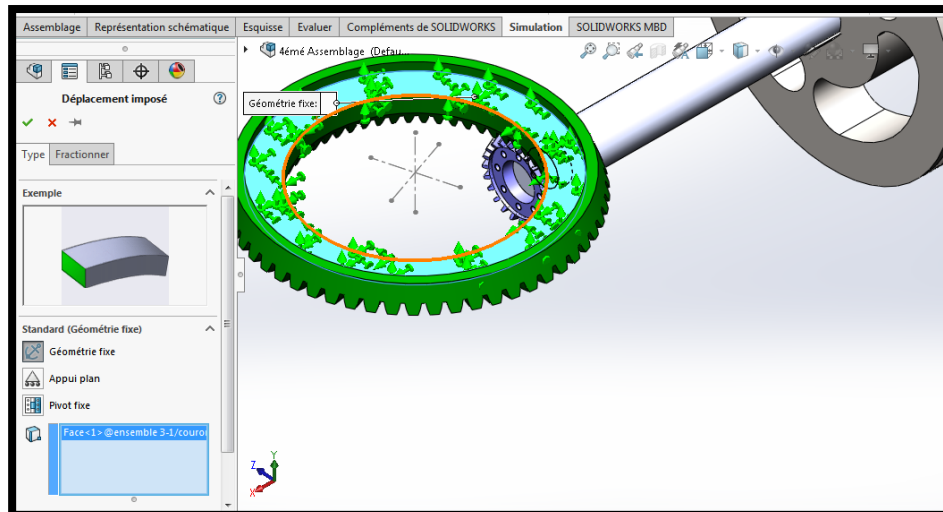 Assemblage Représentation schématique Esquisse Evaluer Compléments de SOLIDWORKS Simulation SOLIDWORKS MBD
4émé Assemblage (Defau...
Déplacement imposé
Type Fractionner
Exemple
Géométrie fixe:
Standard (Géométrie fixe)
Géométrie fixe
Appui plan
Pivot fixe
Face<1>@ensemble 3-1/couron
Y
Z
X